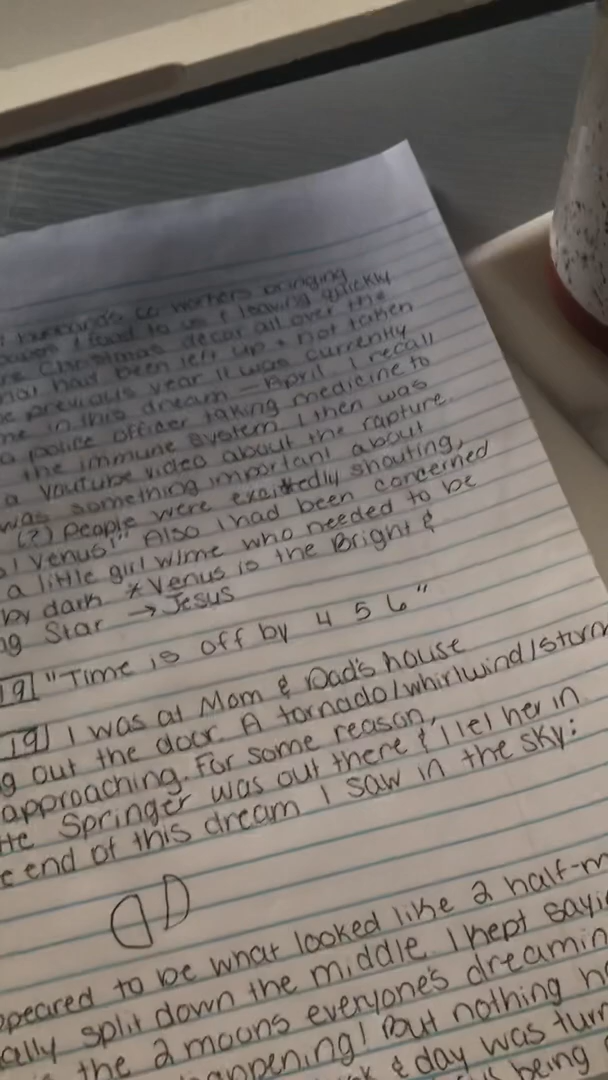 husband's co workers bringing
food to us & leaving quickly
Christmas decor all over the
had been left up & not taken
previous year. It was currently
in this dream - April. I recall
a police officer taking medicine to
the immune system. I then was
a YouTube video about the rapture.
was something important about
(?) People were excitedly shouting,
Venus!" Also I had been concerned
a little girl w/me who needed to be
by dark *Venus is the Bright &
Star → Jesus
19 "Time is off by 4 5 6"
19 I was at Mom & Dad's house
out the door. A tornado/whirlwind/storm
approaching. For some reason,
Springer was out there & I let her in
end of this dream I saw in the sky:
to be what looked like a half-m
split down the middle. I kept sayi
the 2 moons everyone's dreamin
appening! But nothing h
& day was turn
being